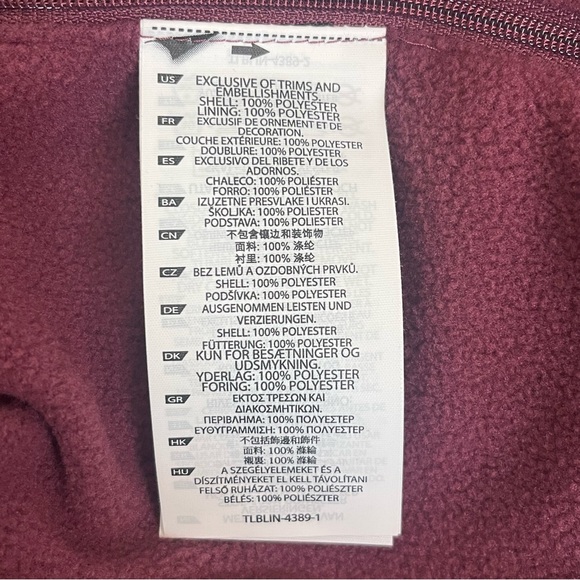 US EXCLUSIVE OF TRIMS AND
EMBELLISHMENTS
SHELL: 100% POLYESTER
LINING: 100% POLYESTER
FR EXCLUSIF DE ORNEMENT ET DE
DECORATION.
COUCHE EXTÉRIEURE: 100% POLYESTER
DOUBLURE: 100% POLYESTER
ES EXCLUSIVO DEL RIBETE Y DE LOS
ADORNOS.
CHALECO: 100% POLIÉSTER
FORRO: 100% POLIÉSTER
BA IZUZETNE PRESVLAKE I UKRASI.
ŠKOLJKA: 100% POLIESTER
PODSTAVA: 100% POLIESTER
CN 不包含镶边和装饰物
面料: 100% 涤纶
衬里: 100% 涤纶
CZ BEZ LEMŮ A OZDOBNÝCH PRVKŮ.
SHELL: 100% POLYESTER
PODŠÍVKA: 100% POLYESTER
DE AUSGENOMMEN LEISTEN UND
VERZIERUNGEN.
SHELL: 100% POLYESTER
FÜTTERUNG: 100% POLYESTER
DK KUN FOR BESÆTNINGER OG
UDSMYKNING.
YDERLAG: 100% POLYESTER
FORING: 100% POLYESTER
GR ΕΚΤΟΣ ΤΡΕΣΩΝ ΚΑΙ
ΔΙΑΚΟΣΜΗΤΙΚΩΝ.
ΠΕΡΙΒΛΗΜΑ: 100% ΠΟΛΥΕΣΤΕΡ
ΕΥΘΥΓΡΑΜΜΙΣΗ: 100% ΠΟΛΥΕΣΤΕΡ
HK 不包括飾邊和飾件
面料: 100% 滌綸
襯裏: 100% 滌綸
HU A SZEGÉLYELEMEKET ÉS A
DÍSZÍTMÉNYEKET EL KELL TÁVOLÍTANI
FELSŐ RUHÁZAT: 100% POLIÉSZTER
BÉLÉS: 100% POLIÉSZTER
TLBLIN-4389-1